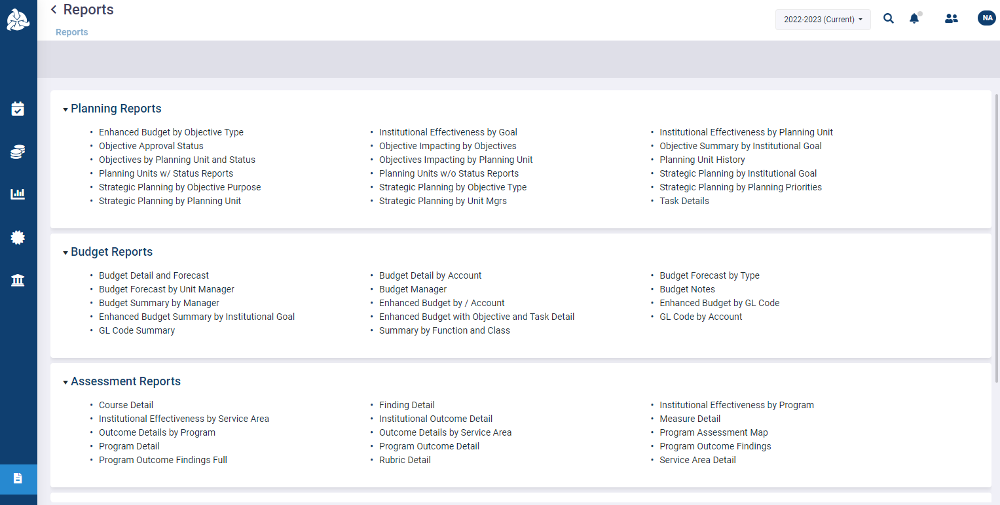 Reports
Reports
2022-2023 (Current)
NA
Planning Reports
Enhanced Budget by Objective Type
Institutional Effectiveness by Goal
Institutional Effectiveness by Planning Unit
Objective Approval Status
Objective Impacting by Objectives
Objective Summary by Institutional Goal
Objectives by Planning Unit and Status
Objectives Impacting by Planning Unit
Planning Unit History
Planning Units w/ Status Reports
Planning Units w/o Status Reports
Strategic Planning by Institutional Goal
Strategic Planning by Objective Purpose
Strategic Planning by Objective Type
Strategic Planning by Planning Priorities
Strategic Planning by Planning Unit
Strategic Planning by Unit Mgrs
Task Details
Budget Reports
Budget Detail and Forecast
Budget Detail by Account
Budget Forecast by Type
Budget Forecast by Unit Manager
Budget Manager
Budget Notes
Budget Summary by Manager
Enhanced Budget by / Account
Enhanced Budget by GL Code
Enhanced Budget Summary by Institutional Goal
Enhanced Budget with Objective and Task Detail
GL Code by Account
GL Code Summary
Summary by Function and Class
Assessment Reports
Course Detail
Finding Detail
Institutional Effectiveness by Program
Institutional Effectiveness by Service Area
Institutional Outcome Detail
Measure Detail
Outcome Details by Program
Outcome Details by Service Area
Program Assessment Map
Program Detail
Program Outcome Detail
Program Outcome Findings
Program Outcome Findings Full
Rubric Detail
Service Area Detail